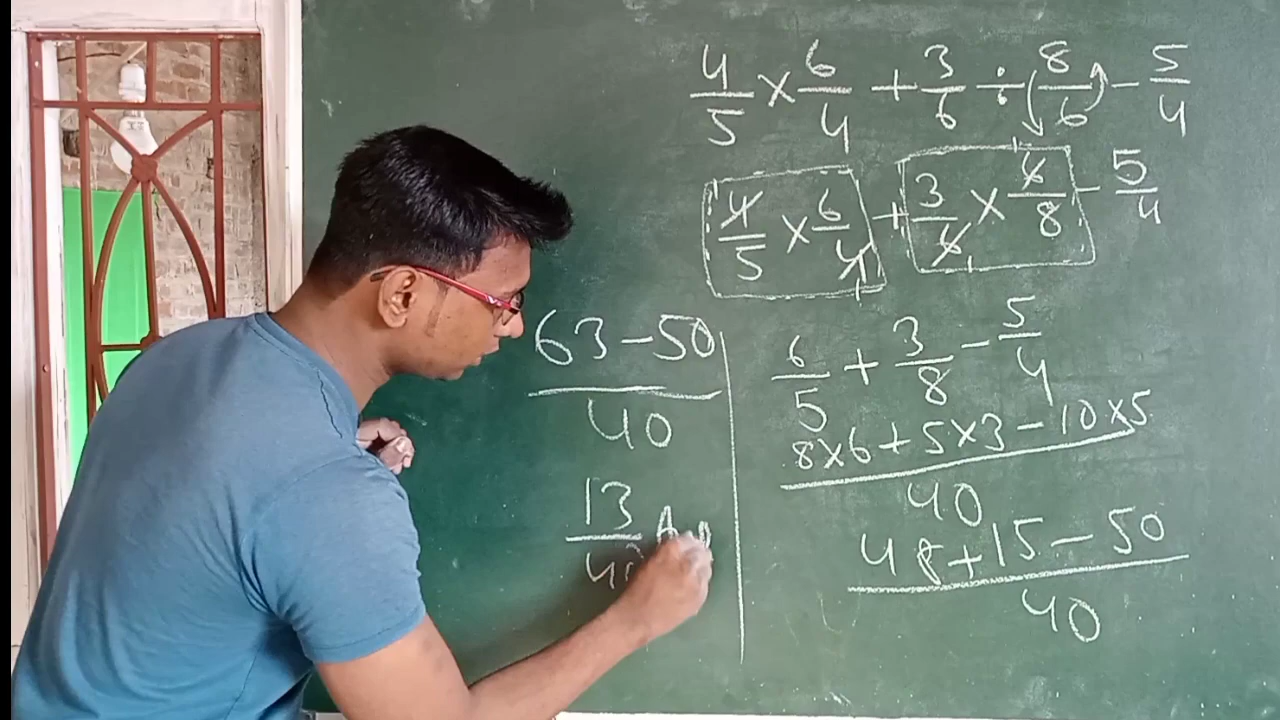 4/5 × 6/4 + 3/6 ÷ 8/6 - 5/4
4/5 × 6/4 + 3/6 × 6/8 - 5/4
6/5 + 3/8 - 5/4
8×6+5×3-10×5
40
48+15-50
40
63-50
40
13
40